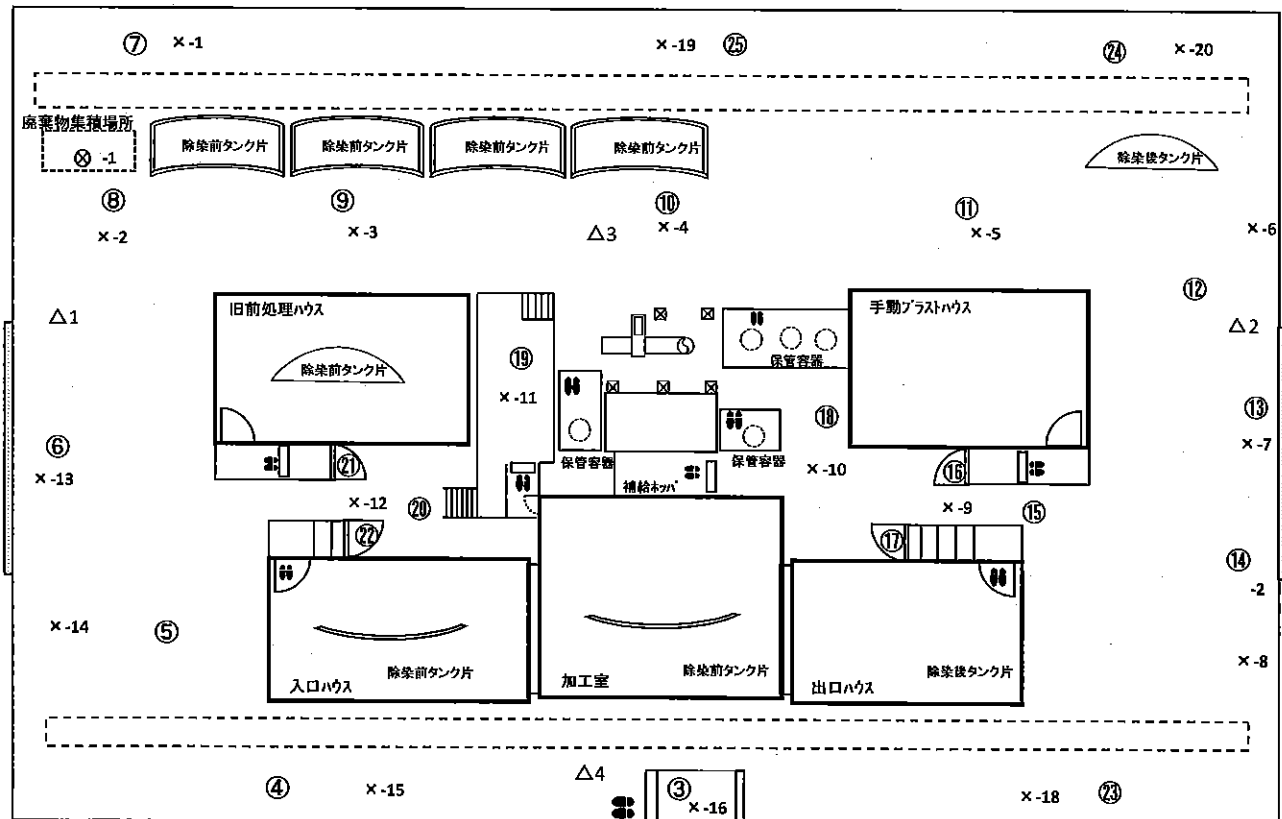 ⑦ ×-1 ×-19 ㉕ ㉔ ×-20
廃棄物集積場所
⊗ -1
除染前タンク片 除染前タンク片 除染前タンク片 除染前タンク片 除染後タンク片
⑧ ⑨ ⑩ ⑪
×-2 ×-3 △3 ×-4 ×-5 ×-6
⑫
△1 △2
旧前処理ハウス
除染前タンク片
手動ブラストハウス
保管容器
⑲
×-11
⑱ ⑬
×-7
⑥
×-13
㉑
保管容器 保管容器
×-10
⑯
補給ホッパ
×-12 ⑳
×-9 ⑮
㉒
⑰
⑭
-2
×-14 ⑤
×-8
除染前タンク片
入口ハウス
除染前タンク片
加工室
除染後タンク片
出口ハウス
④ ×-15 △4 ③ ×-16 ×-18 ㉓